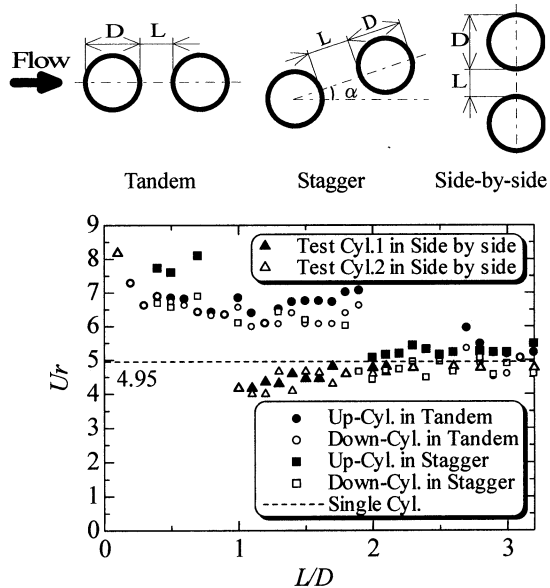 D L
L D
Flow
D
L
α
Tandem Stagger Side-by-side
9
8
7
6
5
4
3
2
1
0
Ur
4.95
Test Cyl.1 in Side by side
Test Cyl.2 in Side by side
Up-Cyl. in Tandem
Down-Cyl. in Tandem
Up-Cyl. in Stagger
Down-Cyl. in Stagger
Single Cyl.
0 1 2 3
L/D